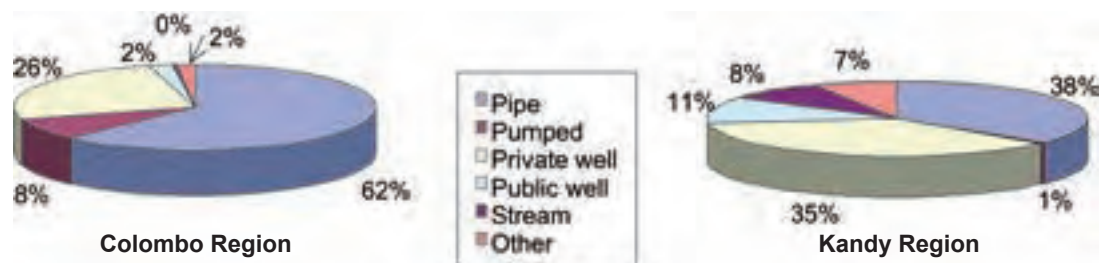 0%
2%
2%
26%
8%
62%
Colombo Region
Pipe
Pumped
Private well
Public well
Stream
Other
7%
8%
11%
38%
1%
35%
Kandy Region